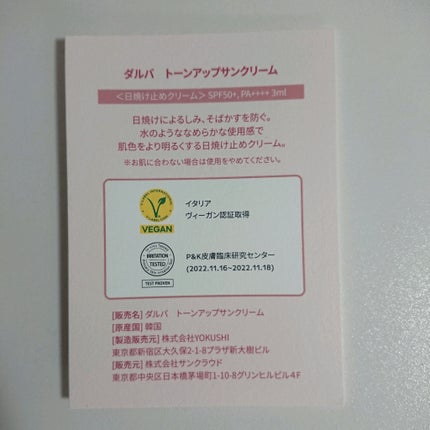 ダルバ トーンアップサンクリーム
<日焼け止めクリーム> SPF50+, PA++++ 3ml
日焼けによるしみ、そばかすを防ぐ。
水のようななめらかな使用感で
肌色をより明るくする日焼け止めクリーム。
※お肌に合わない場合は使用をやめてください。
V
VEGAN
イタリア
ヴィーガン認証取得
IRRITATION
TESTED
TEST PROVEN
P&K皮膚臨床研究センター
(2022.11.16~2022.11.18)
[販売名] ダルバ トーンアップサンクリーム
[原産国] 韓国
[製造販売元] 株式会社YOKUSHI
東京都新宿区大久保2-1-8プラザ新大樹ビル
[販売元] 株式会社サンクラウド
東京都中央区日本橋茅場町1-10-8グリンヒルビル4F